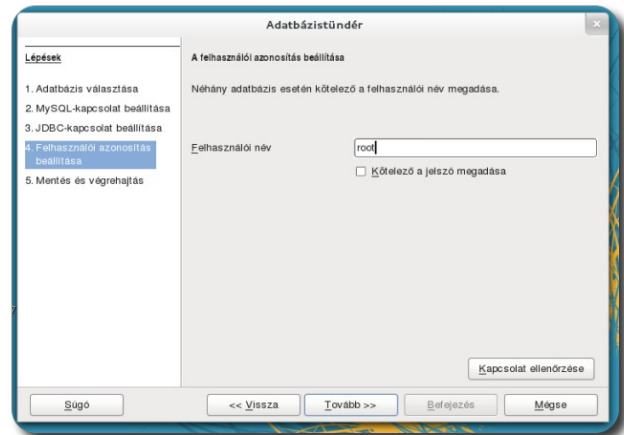 Adatbázistündér
Lépések
1. Adatbázis választása
2. MySQL-kapcsolat beállítása
3. JDBC-kapcsolat beállítása
4. Felhasználói azonosítás
beállítása
5. Mentés és végrehajtás
A felhasználói azonosítás beállítása
Néhány adatbázis esetén kötelező a felhasználói név megadása.
Felhasználói név
root
Kötelező a jelszó megadása
Kapcsolat ellenőrzése
Súgó
<< Vissza
Tovább >>
Befejezés
Mégse